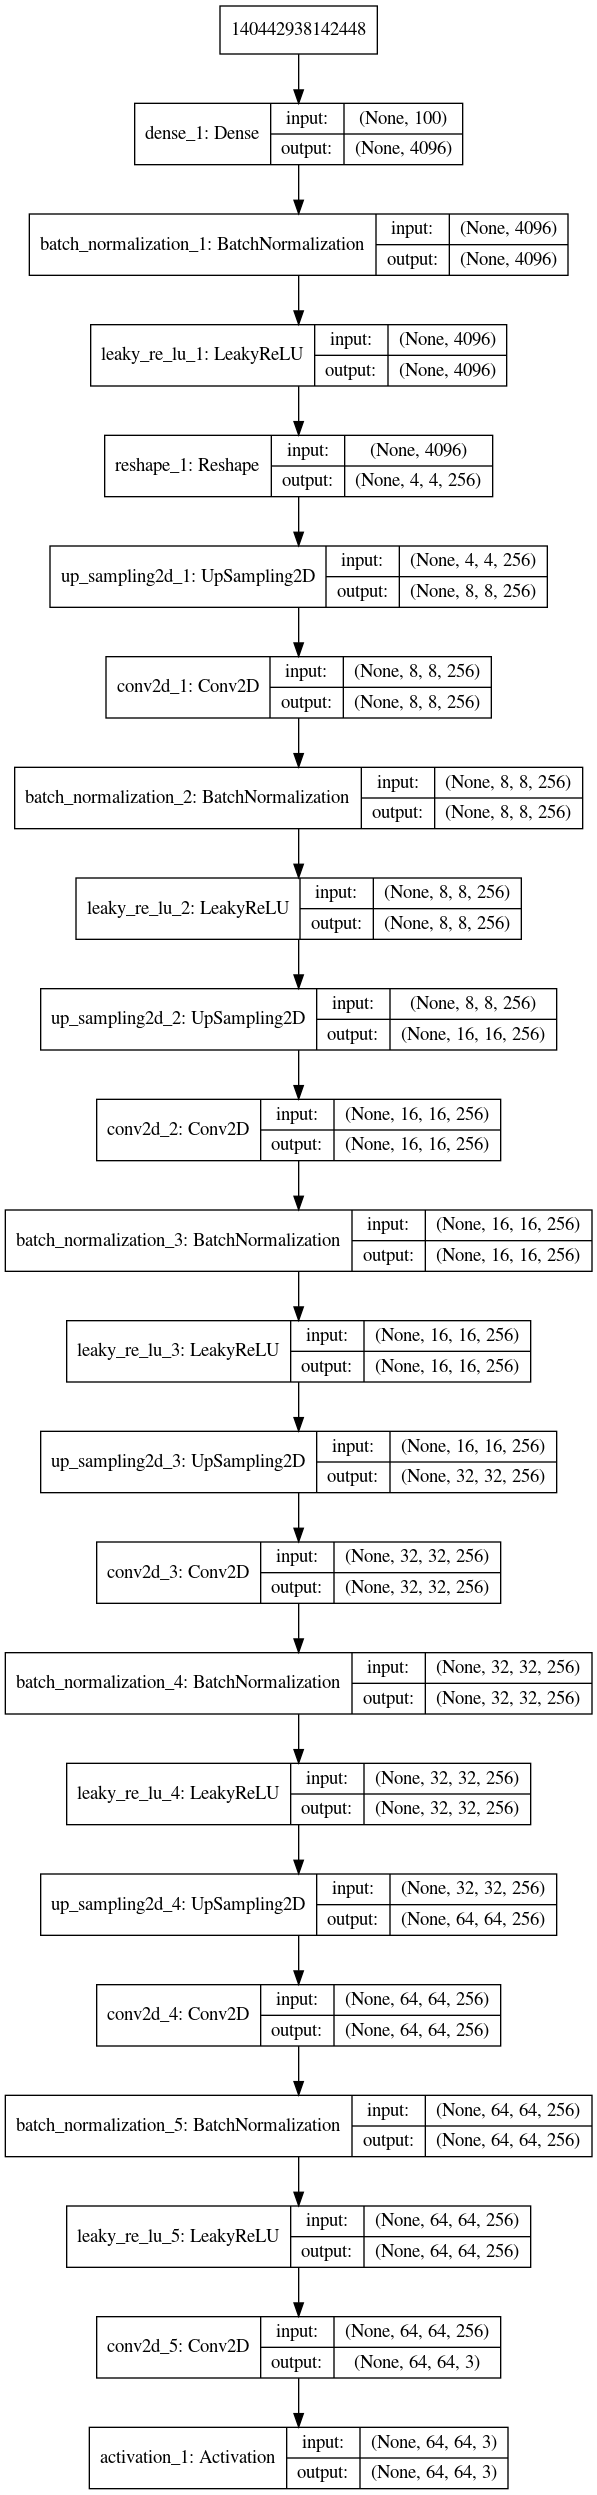 140442938142448
dense_1: Dense input: (None, 100)
output: (None, 4096)
batch_normalization_1: BatchNormalization input: (None, 4096)
output: (None, 4096)
leaky_re_lu_1: LeakyReLU input: (None, 4096)
output: (None, 4096)
reshape_1: Reshape input: (None, 4096)
output: (None, 4, 4, 256)
up_sampling2d_1: UpSampling2D input: (None, 4, 4, 256)
output: (None, 8, 8, 256)
conv2d_1: Conv2D input: (None, 8, 8, 256)
output: (None, 8, 8, 256)
batch_normalization_2: BatchNormalization input: (None, 8, 8, 256)
output: (None, 8, 8, 256)
leaky_re_lu_2: LeakyReLU input: (None, 8, 8, 256)
output: (None, 8, 8, 256)
up_sampling2d_2: UpSampling2D input: (None, 8, 8, 256)
output: (None, 16, 16, 256)
conv2d_2: Conv2D input: (None, 16, 16, 256)
output: (None, 16, 16, 256)
batch_normalization_3: BatchNormalization input: (None, 16, 16, 256)
output: (None, 16, 16, 256)
leaky_re_lu_3: LeakyReLU input: (None, 16, 16, 256)
output: (None, 16, 16, 256)
up_sampling2d_3: UpSampling2D input: (None, 16, 16, 256)
output: (None, 32, 32, 256)
conv2d_3: Conv2D input: (None, 32, 32, 256)
output: (None, 32, 32, 256)
batch_normalization_4: BatchNormalization input: (None, 32, 32, 256)
output: (None, 32, 32, 256)
leaky_re_lu_4: LeakyReLU input: (None, 32, 32, 256)
output: (None, 32, 32, 256)
up_sampling2d_4: UpSampling2D input: (None, 32, 32, 256)
output: (None, 64, 64, 256)
conv2d_4: Conv2D input: (None, 64, 64, 256)
output: (None, 64, 64, 256)
batch_normalization_5: BatchNormalization input: (None, 64, 64, 256)
output: (None, 64, 64, 256)
leaky_re_lu_5: LeakyReLU input: (None, 64, 64, 256)
output: (None, 64, 64, 256)
conv2d_5: Conv2D input: (None, 64, 64, 256)
output: (None, 64, 64, 3)
activation_1: Activation input: (None, 64, 64, 3)
output: (None, 64, 64, 3)